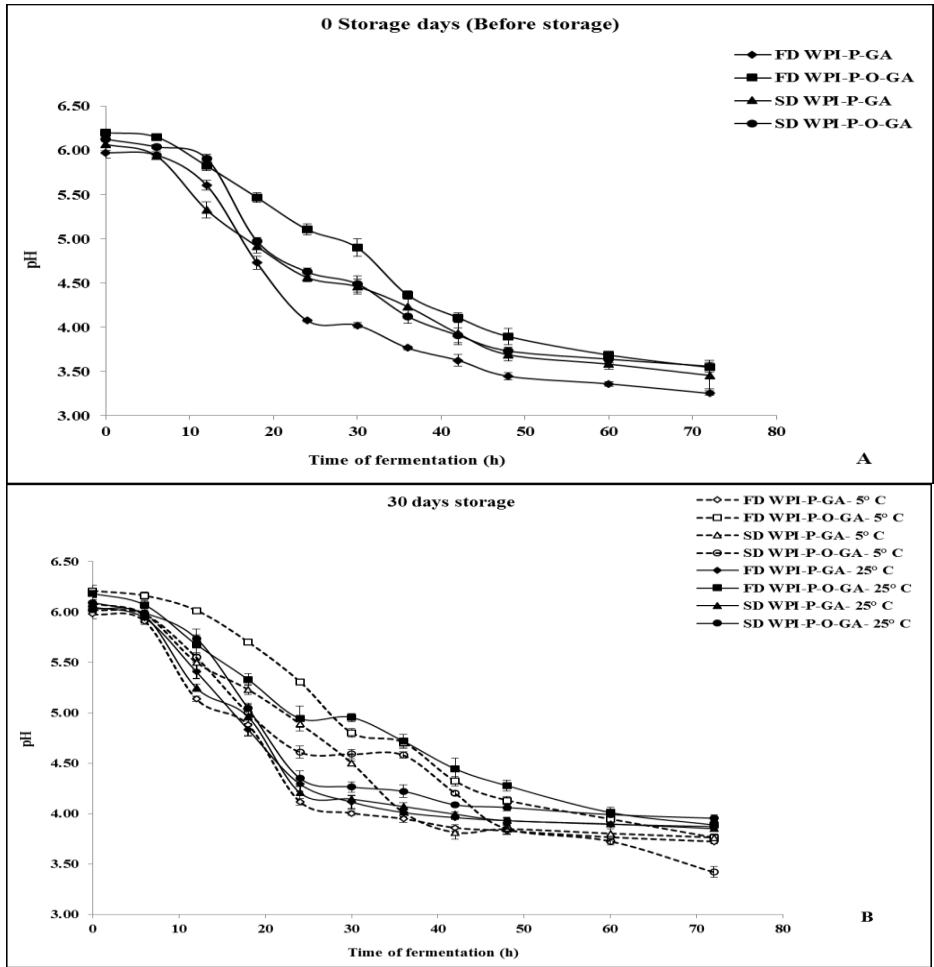 0 Storage days (Before storage)
FD WPI-P-GA
FD WPI-P-O-GA
SD WPI-P-GA
SD WPI-P-O-GA
6.50
6.00
5.50
5.00
4.50
4.00
3.50
3.00
pH
0 10 20 30 40 50 60 70 80
Time of fermentation (h)
A
30 days storage
FD WPI-P-GA- 5° C
FD WPI-P-O-GA- 5° C
SD WPI-P-GA- 5° C
SD WPI-P-O-GA- 5° C
FD WPI-P-GA- 25° C
FD WPI-P-O-GA- 25° C
SD WPI-P-GA- 25° C
SD WPI-P-O-GA- 25° C
6.50
6.00
5.50
5.00
4.50
4.00
3.50
3.00
pH
0 10 20 30 40 50 60 70 80
Time of fermentation (h)
B